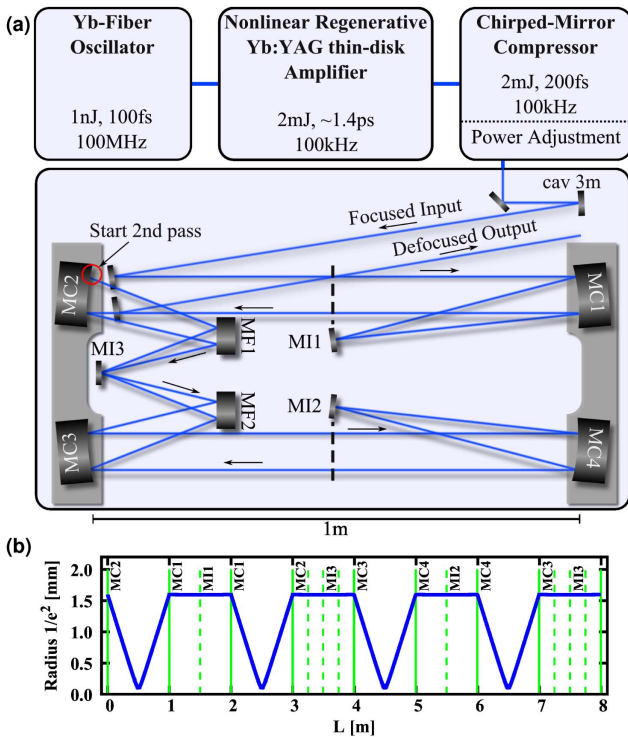 (a)
Yb-Fiber
Oscillator
1nJ, 100fs
100MHz
Nonlinear Regenerative
Yb:YAG thin-disk
Amplifier
2mJ, ~1.4ps
100kHz
Chirped-Mirror
Compressor
2mJ, 200fs
100kHz
Power Adjustment
cav 3m
Focused Input
Defocused Output
Start 2nd pass
MC2
MC1
MF1
MI1
MI3
MF2
MI2
MC3
MC4
1m
(b)
Radius 1/e² [mm]
2.0
1.5
1.0
0.5
0.0
MC2
MC1
MI1
MC1
MC2
MI3
MC3
MC4
MI2
MC4
MC3
MI3
0 1 2 3 4 5 6 7 8
L [m]